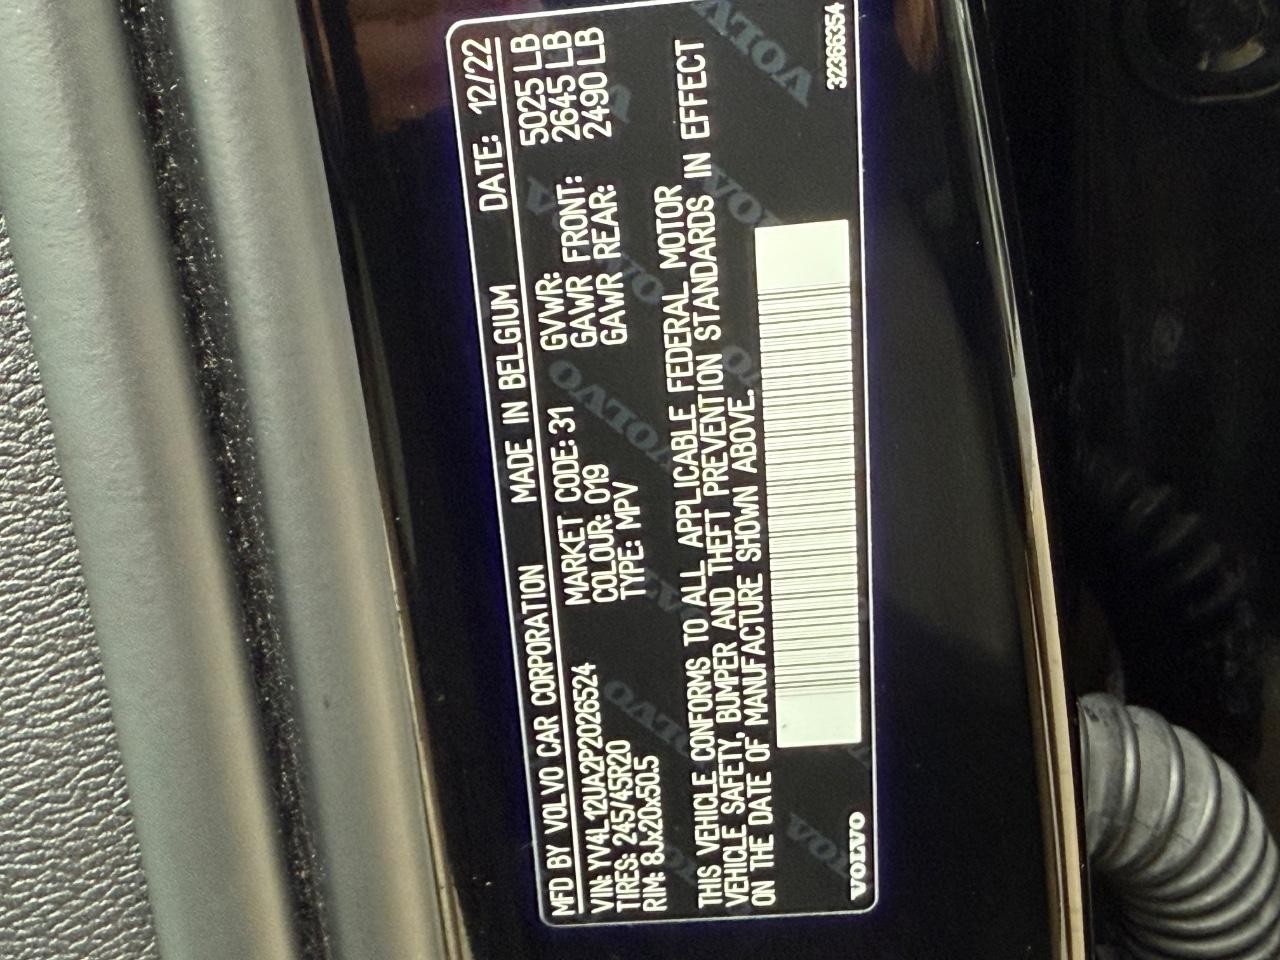 MFD BY VOLVO CAR CORPORATION MADE IN BELGIUM DATE: 12/22
VIN: YV4L12UA2P2026524 MARKET CODE: 31 GVWR: 5025 LB
TIRES: 245/45R20 COLOUR: 019 GAWR FRONT: 2645 LB
RIM: 8Jx20x50.5 TYPE: MPV GAWR REAR: 2490 LB
THIS VEHICLE CONFORMS TO ALL APPLICABLE FEDERAL MOTOR
VEHICLE SAFETY, BUMPER AND THEFT PREVENTION STANDARDS IN EFFECT
ON THE DATE OF MANUFACTURE SHOWN ABOVE.
VOLVO 32366354